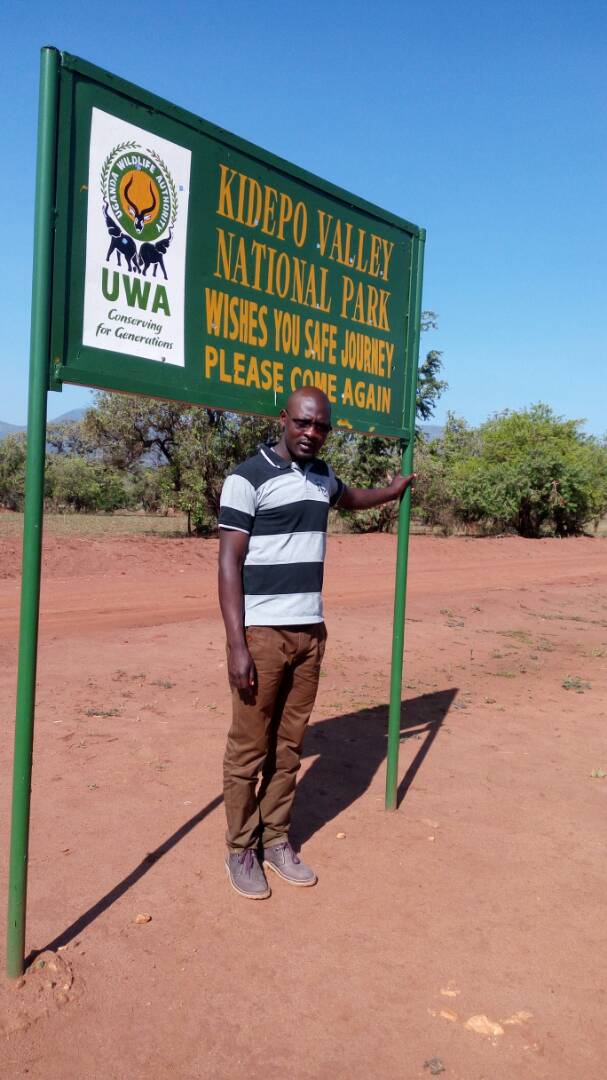 UGANDA WILDLIFE AUTHORITY
UWA
Conserving
for Generations
KIDEPO VALLEY
NATIONAL PARK
WISHES YOU SAFE JOURNEY
PLEASE COME AGAIN